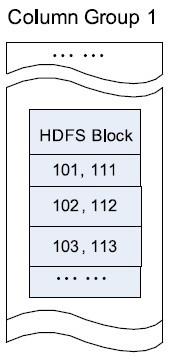 Column Group 1
... ...
HDFS Block
101, 111
102, 112
103, 113
... ...